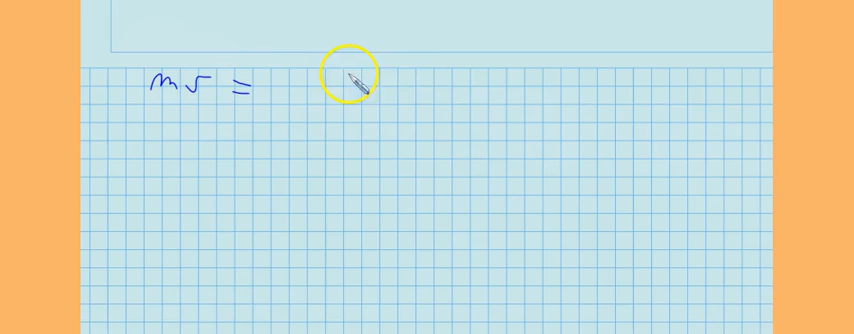 mv =